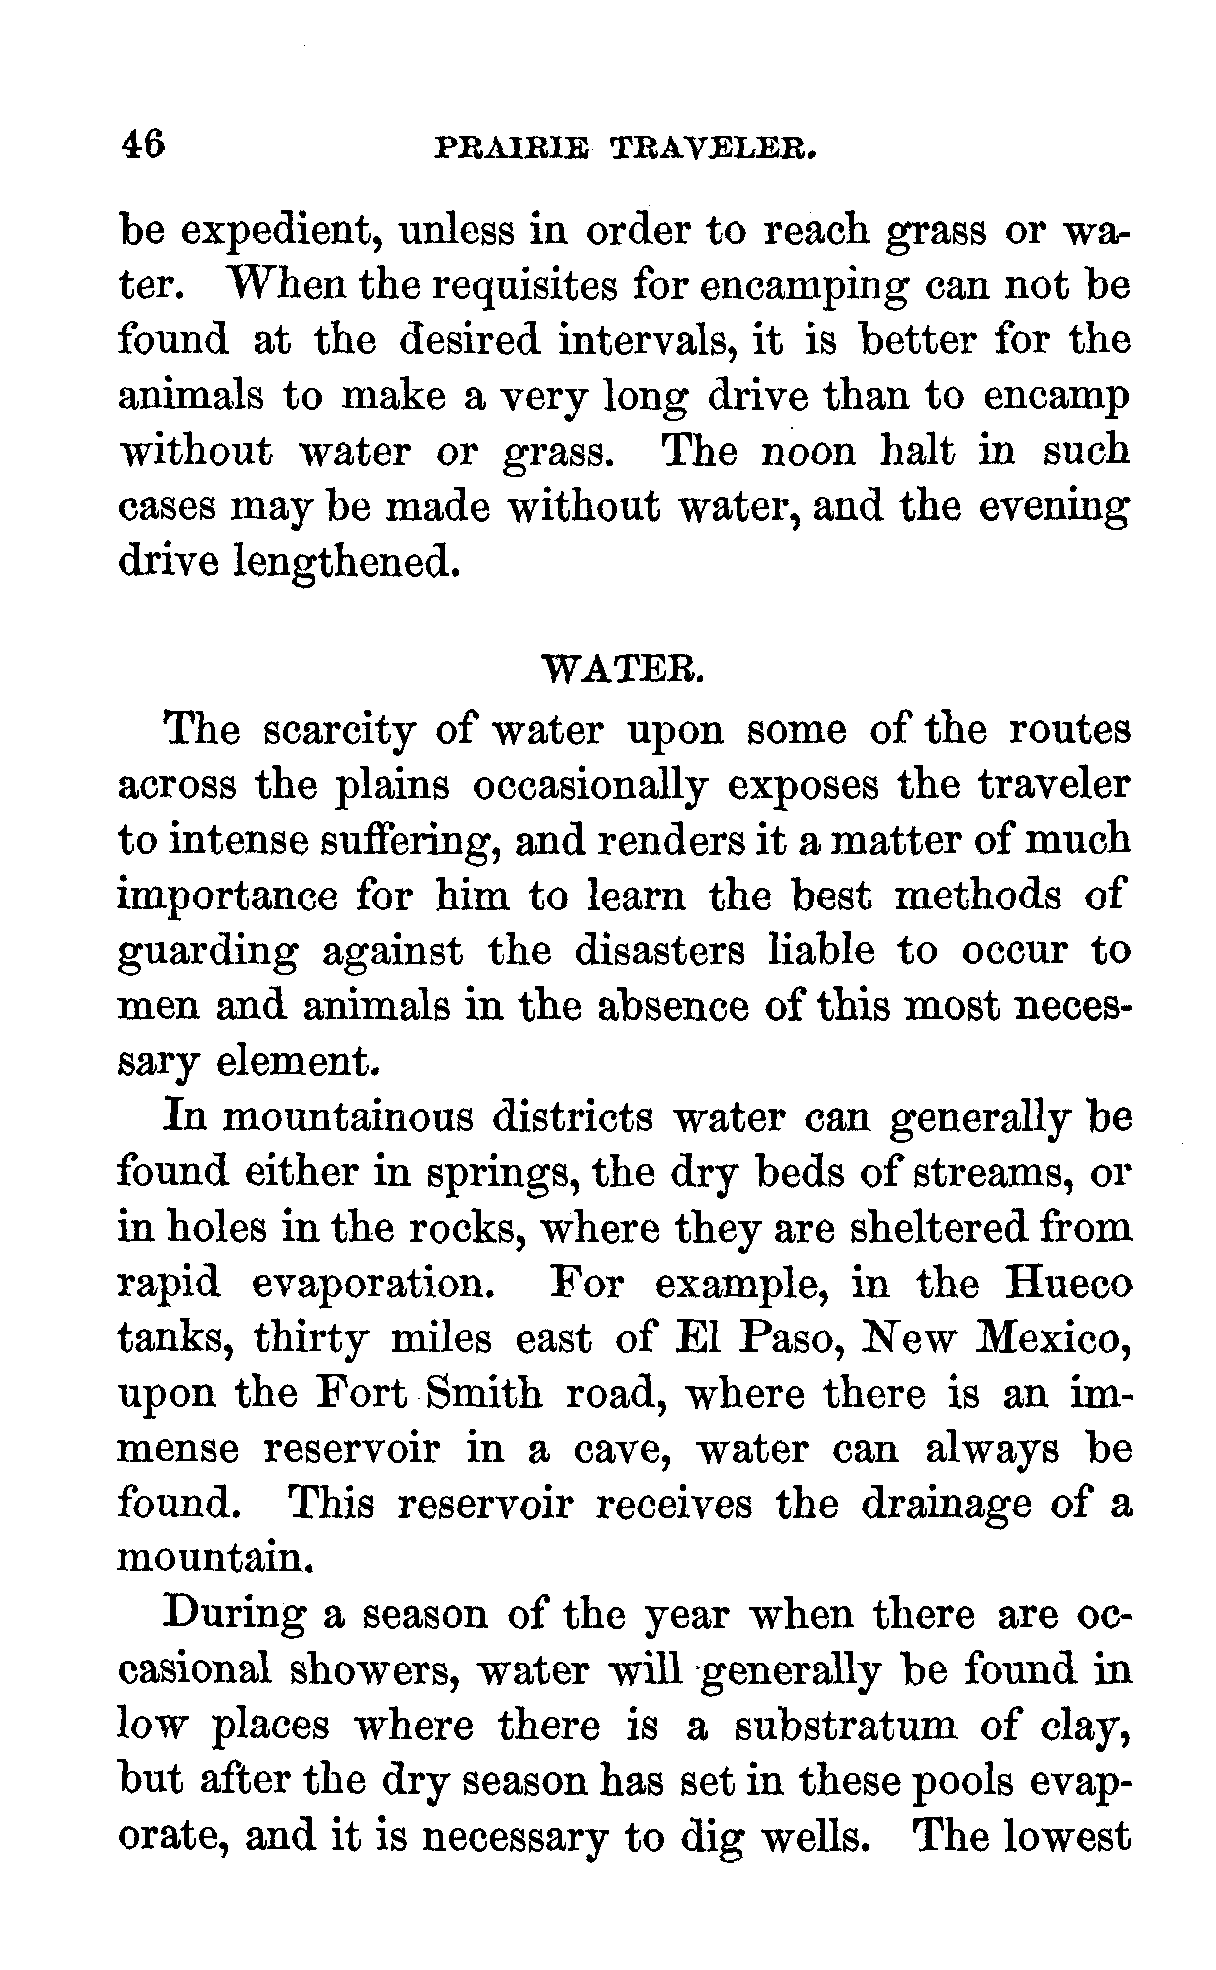 46 PRAIRIE TRAVELER.
be expedient, unless in order to reach grass or wa-
ter. When the requisites for encamping can not be
found at the desired intervals, it is better for the
animals to make a very long drive than to encamp
without water or grass. The noon halt in such
cases may be made without water, and the evening
drive lengthened.
WATER.
The scarcity of water upon some of the routes
across the plains occasionally exposes the traveler
to intense suffering, and renders it a matter of much
importance for him to learn the best methods of
guarding against the disasters liable to occur to
men and animals in the absence of this most neces-
sary element.
In mountainous districts water can generally be
found either in springs, the dry beds of streams, or
in holes in the rocks, where they are sheltered from
rapid evaporation. For example, in the Hueco
tanks, thirty miles east of El Paso, New Mexico,
upon the Fort Smith road, where there is an im-
mense reservoir in a cave, water can always be
found. This reservoir receives the drainage of a
mountain.
During a season of the year when there are oc-
casional showers, water will generally be found in
low places where there is a substratum of clay,
but after the dry season has set in these pools evap-
orate, and it is necessary to dig wells. The lowest